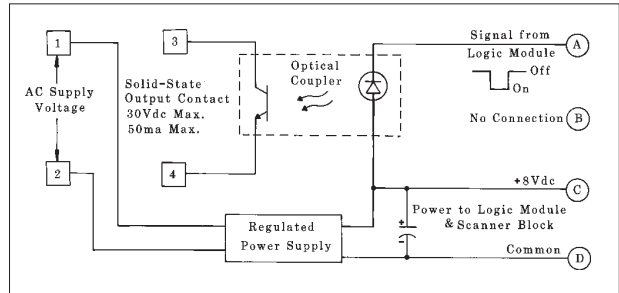 1
3
Signal from
Logic Module
A
Off
On
Optical
Coupler
AC Supply
Voltage
Solid-State
Output Contact
30Vdc Max.
50ma Max.
No Connection
B
2
4
+8Vdc
C
Power to Logic Module
& Scanner Block
+
-
Regulated
Power Supply
Common
D